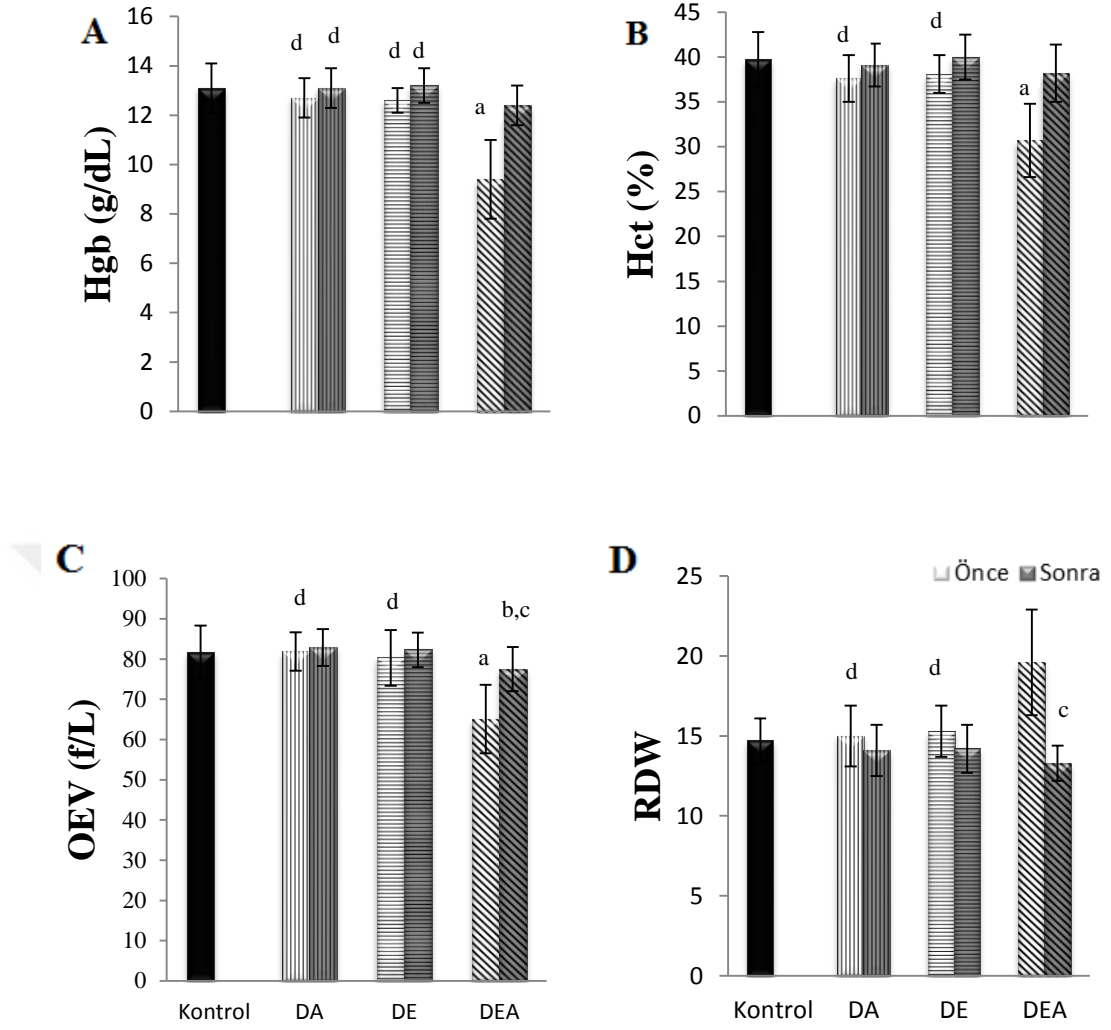 A
Hgb (g/dL)
16
14
12
10
8
6
4
2
0
d d d d a
B
Hct (%)
45
40
35
30
25
20
15
10
5
0
d d a
C
OEV (f/L)
100
90
80
70
60
50
40
30
20
10
0
d d a b,c
Kontrol DA DE DEA
D
RDW
Önce Sonra
25
20
15
10
5
0
d d c
Kontrol DA DE DEA